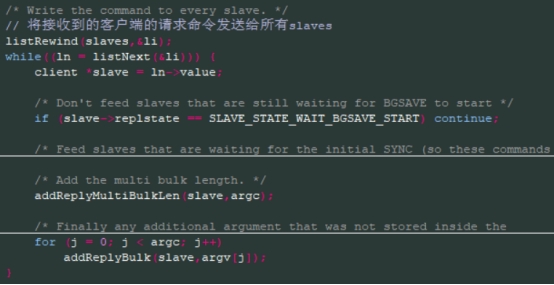 /* Write the command to every slave. */
// 将接收到的客户端的请求命令发送给所有slaves
listRewind(slaves,&li);
while((ln = listNext(&li))) {
client *slave = ln->value;
/* Don't feed slaves that are still waiting for BGSAVE to start */
if (slave->replstate == SLAVE_STATE_WAIT_BGSAVE_START) continue;
/* Feed slaves that are waiting for the initial SYNC (so these commands
/* Add the multi bulk length. */
addReplyMultiBulkLen(slave,argc);
/* Finally any additional argument that was not stored inside the
for (j = 0; j < argc; j++)
addReplyBulk(slave,argv[j]);
}